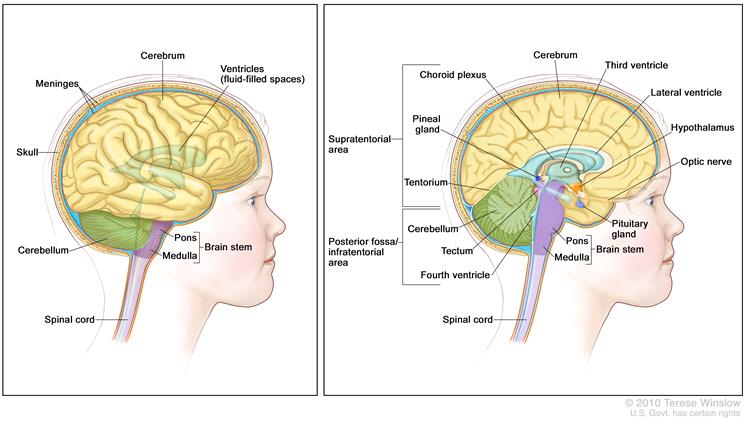 Cerebrum
Ventricles
(fluid-filled spaces)
Meninges
Skull
Cerebellum
Pons
Medulla
Brain stem
Spinal cord
Cerebrum
Third ventricle
Choroid plexus
Lateral ventricle
Pineal
gland
Hypothalamus
Supratentorial
area
Optic nerve
Tentorium
Pituitary
gland
Cerebellum
Posterior fossa/
infratentorial
area
Tectum
Pons
Medulla
Brain stem
Fourth ventricle
Spinal cord
© 2010 Terese Winslow
U.S. Govt. has certain rights